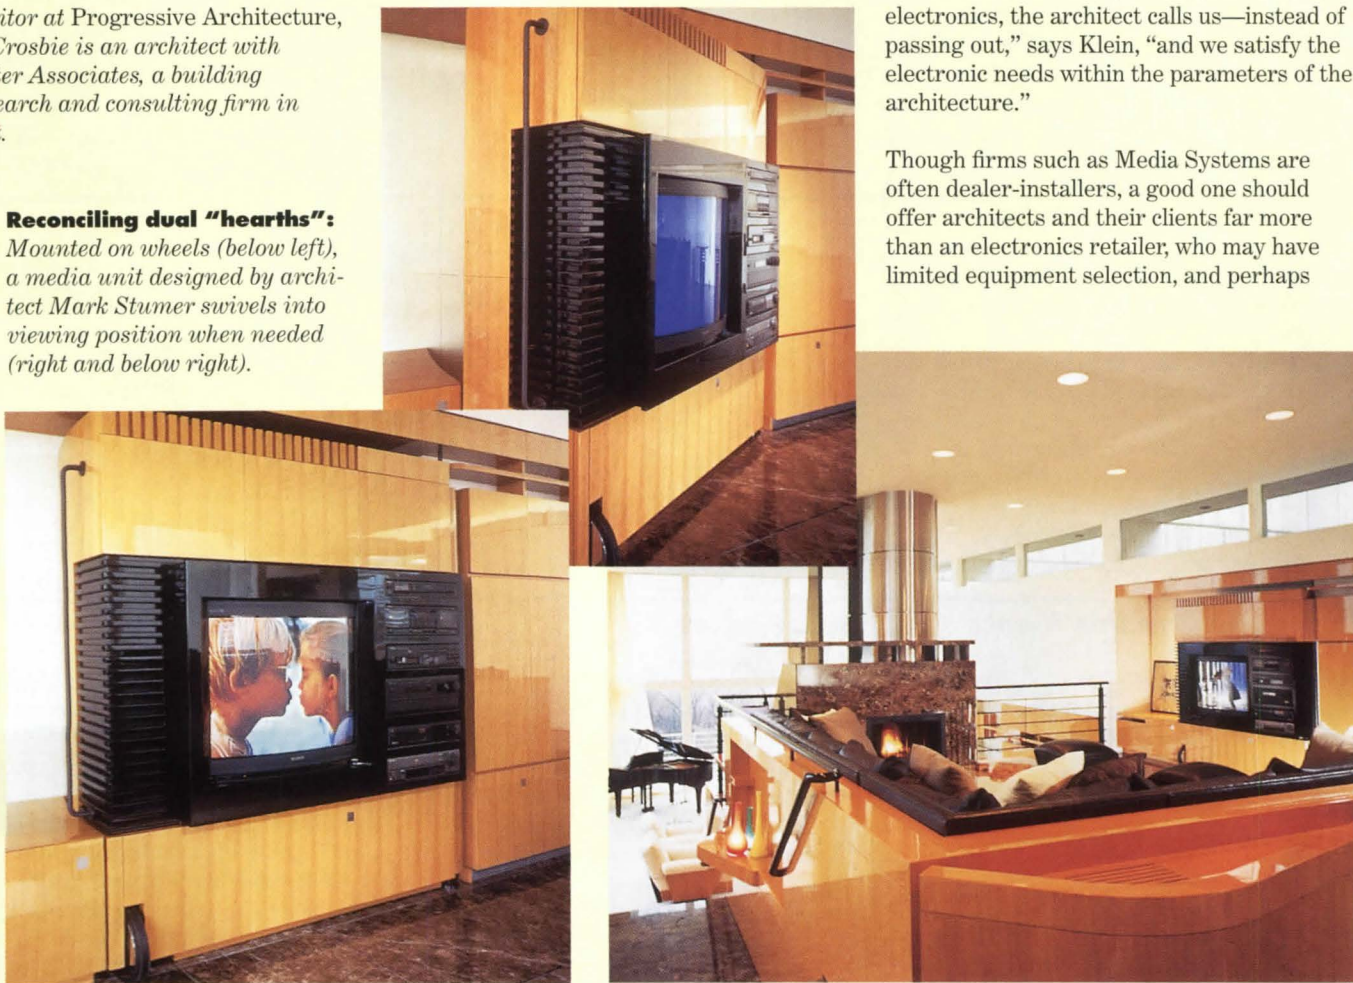 itor at Progressive Architecture,
Crosbie is an architect with
er Associates, a building
earch and consulting firm in
Reconciling dual “hearths”:
Mounted on wheels (below left),
a media unit designed by archi-
tect Mark Stumer swivels into
viewing position when needed
(right and below right).
electronics, the architect calls us—instead of
passing out,” says Klein, “and we satisfy the
electronic needs within the parameters of the
architecture.”
Though firms such as Media Systems are
often dealer-installers, a good one should
offer architects and their clients far more
than an electronics retailer, who may have
limited equipment selection, and perhaps